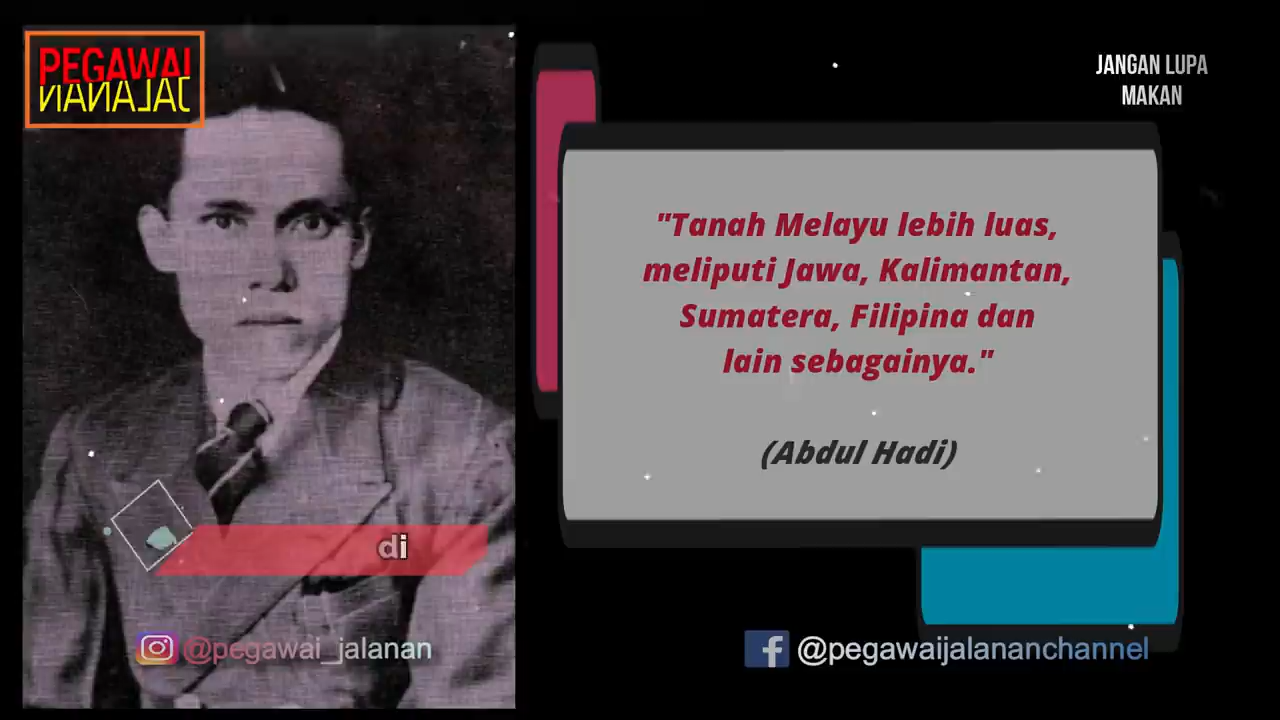 PEGAWAI
JALANAN
JANGAN LUPA
MAKAN
"Tanah Melayu lebih luas,
meliputi Jawa, Kalimantan,
Sumatera, Filipina dan
lain sebagainya."
(Abdul Hadi)
di
@pegawai_jalanan
@pegawaijalananchannel